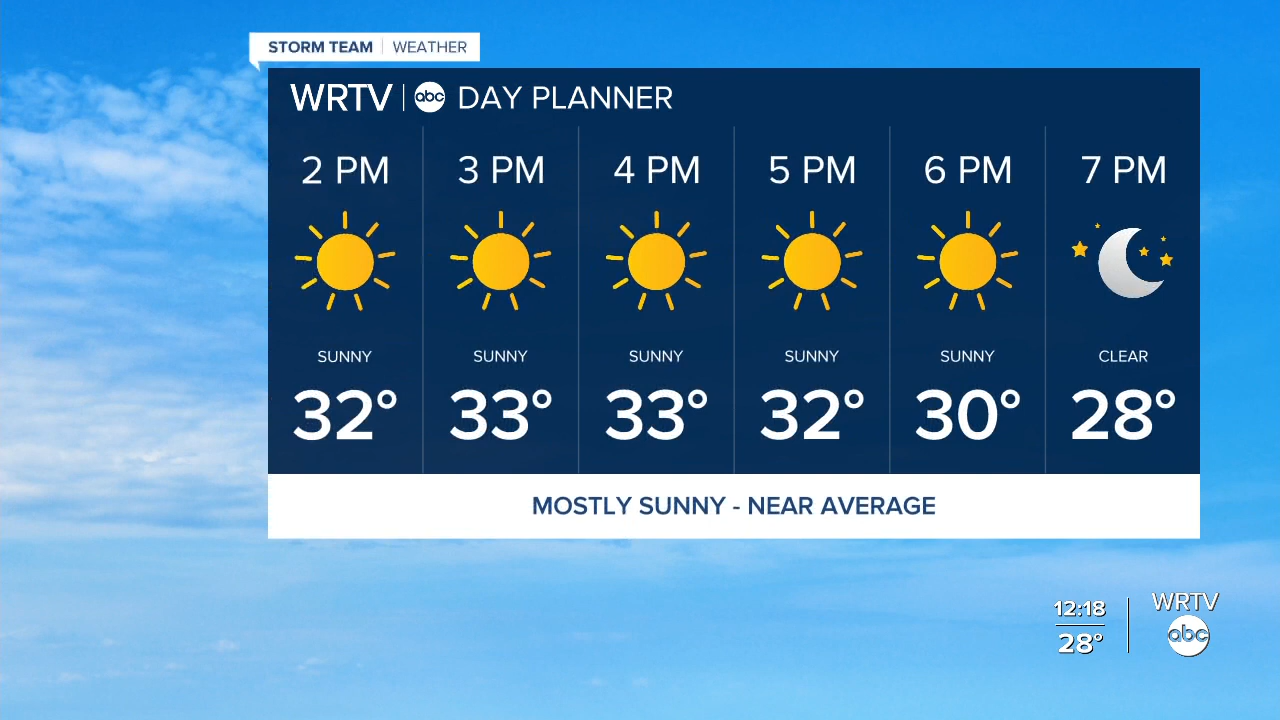 STORM TEAM | WEATHER
WRTV | abc DAY PLANNER
2 PM 3 PM 4 PM 5 PM 6 PM 7 PM
SUNNY SUNNY SUNNY SUNNY SUNNY CLEAR
32° 33° 33° 32° 30° 28°
MOSTLY SUNNY - NEAR AVERAGE
12:18
28°
WRTV
abc